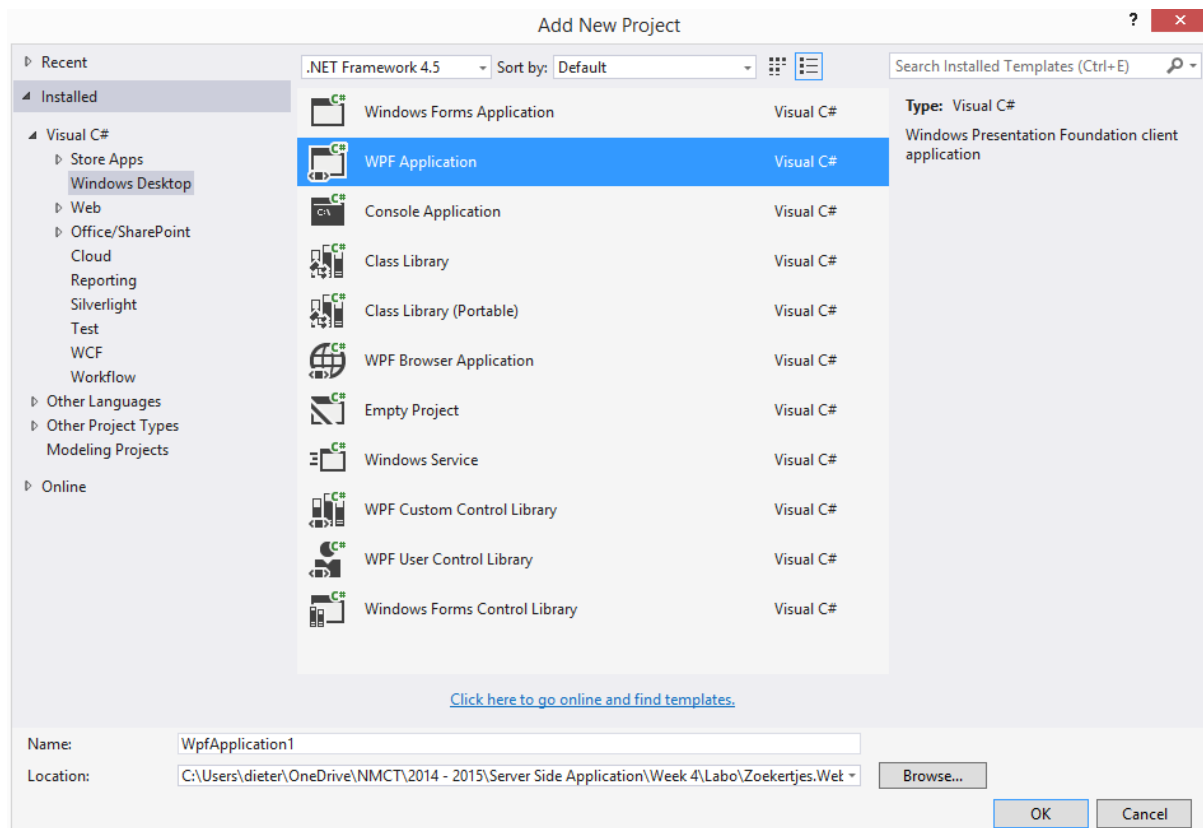 Add New Project
?
Recent
Installed
Visual C#
Store Apps
Windows Desktop
Web
Office/SharePoint
Cloud
Reporting
Silverlight
Test
WCF
Workflow
Other Languages
Other Project Types
Modeling Projects
Online
.NET Framework 4.5 Sort by: Default
Windows Forms Application Visual C#
WPF Application Visual C#
Console Application Visual C#
Class Library Visual C#
Class Library (Portable) Visual C#
WPF Browser Application Visual C#
Empty Project Visual C#
Windows Service Visual C#
WPF Custom Control Library Visual C#
WPF User Control Library Visual C#
Windows Forms Control Library Visual C#
Click here to go online and find templates.
Search Installed Templates (Ctrl+E)
Type: Visual C#
Windows Presentation Foundation client
application
Name: WpfApplication1
Location: C:\Users\dieter\OneDrive\NMCT\2014 - 2015\Server Side Application\Week 4\Labo\Zoekertjes.Wel Browse...
OK Cancel